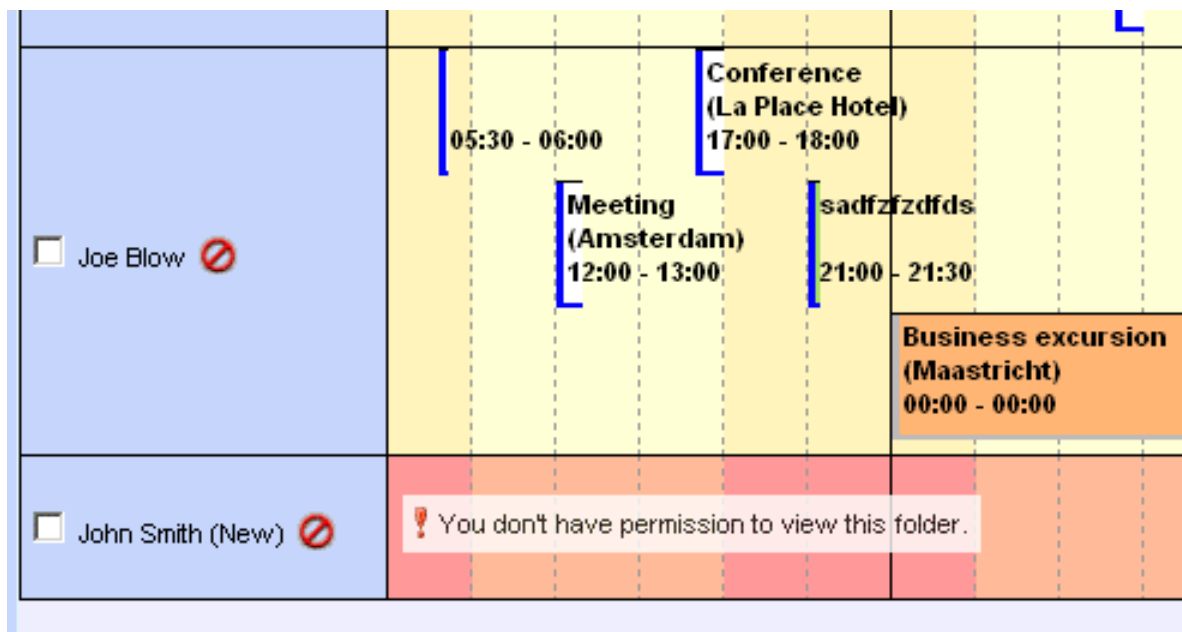 Conference
(La Place Hotel)
05:30 - 06:00
17:00 - 18:00
Meeting
(Amsterdam)
12:00 - 13:00
sadfzfzdfds
21:00 - 21:30
Joe Blow
Business excursion
(Maastricht)
00:00 - 00:00
John Smith (New)
You don't have permission to view this folder.